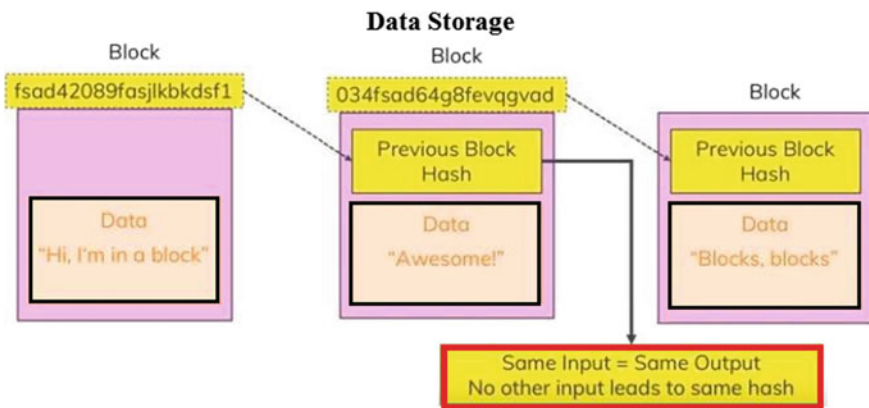 Data Storage
Block
fsad42089fasjlkbkdsf1
Data
“Hi, I'm in a block”
Block
034fsad64g8fevqgvad
Previous Block
Hash
Data
“Awesome!”
Block
Previous Block
Hash
Data
“Blocks, blocks”
Same Input = Same Output
No other input leads to same hash